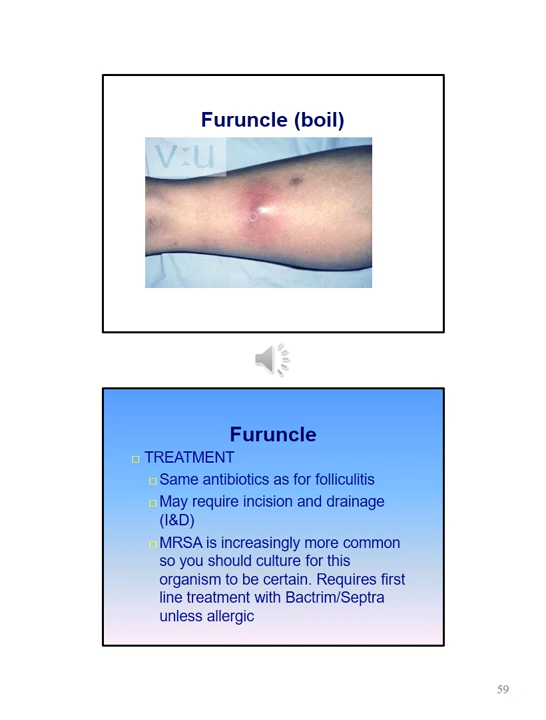 Furuncle (boil)
v:u
Furuncle
TREATMENT
Same antibiotics as for folliculitis
May require incision and drainage
(I&D)
MRSA is increasingly more common
so you should culture for this
organism to be certain. Requires first
line treatment with Bactrim/Septra
unless allergic
59